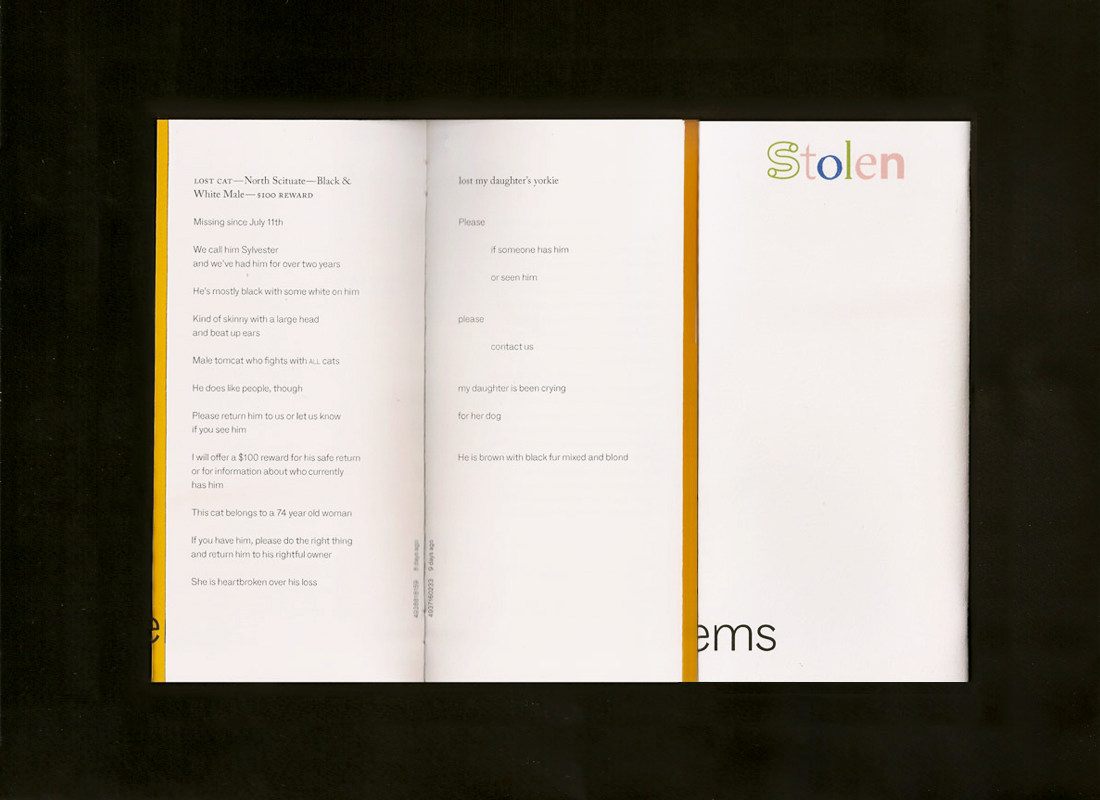 LOST CAT—North Scituate—Black &
White Male—$100 REWARD
Missing since July 11th
We call him Sylvester
and we've had him for over two years
He's mostly black with some white on him
Kind of skinny with a large head
and beat up ears
Male tomcat who fights with ALL cats
He does like people, though
Please return him to us or let us know
if you see him
I will offer a $100 reward for his safe return
or for information about who currently
has him
This cat belongs to a 74 year old woman
If you have him, please do the right thing
and return him to his rightful owner
She is heartbroken over his loss
8 days ago
lost my daughter's yorkie
Please
if someone has him
or seen him
please
contact us
my daughter is been crying
for her dog
He is brown with black fur mixed and blond
4937160233 9 days ago
Stolen
e
ems